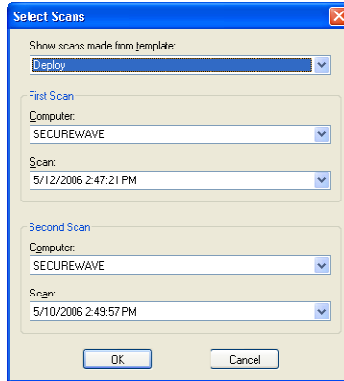 Select Scans
Show scans made from template:
Deploy
First Scan
Computer:
SECUREWAVE
Scan:
5/12/2006 2:47:21 PM
Second Scan
Computer:
SECUREWAVE
Scan:
5/10/2006 2:49:57 PM
OK
Cancel